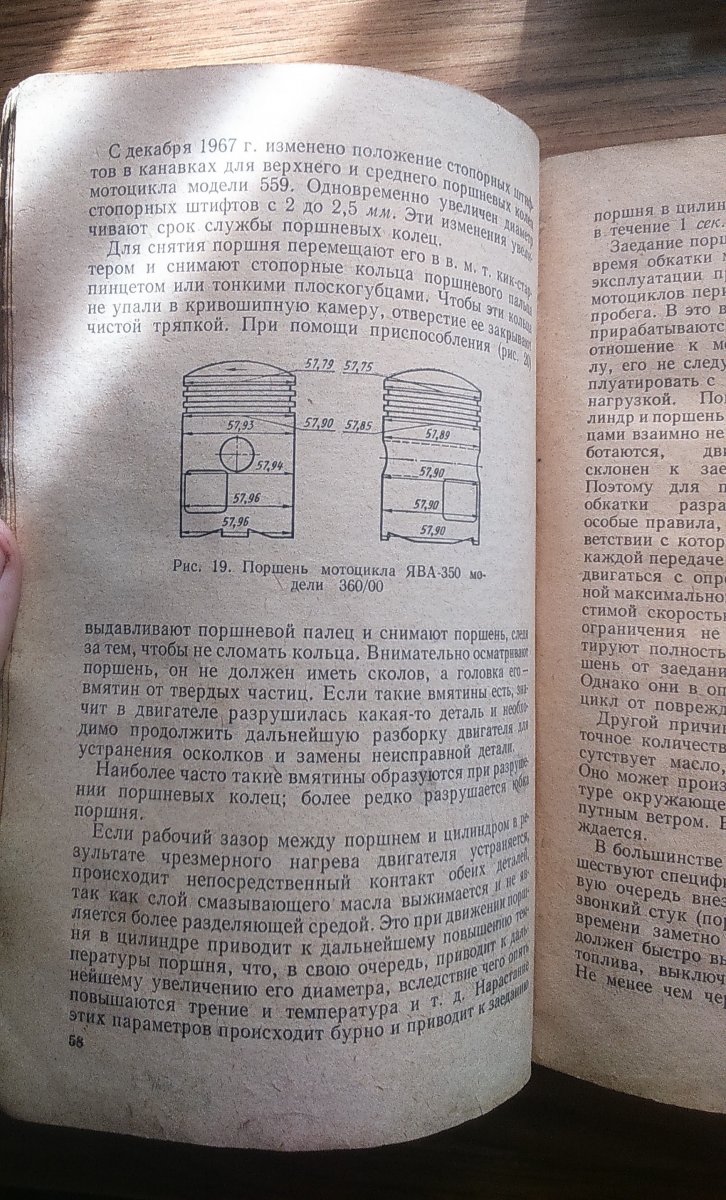 С декабря 1967 г. изменено положение стопорных штиф-
тов в канавках для верхнего и среднего поршневых колец
мотоцикла модели 559. Одновременно увеличен диаметр
стопорных штифтов с 2 до 2,5 мм. Эти изменения увели-
чивают срок службы поршневых колец.
Для снятия поршня перемещают его в в. м. т. кик-стар-
тером и снимают стопорные кольца поршневого пальца
пинцетом или тонкими плоскогубцами. Чтобы эти кольца
не упали в кривошипную камеру, отверстие ее закрывают
чистой тряпкой. При помощи приспособления (рис. 20)
57,79 57,75
57,93 57,90 57,85 57,89
57,94 57,90
57,96 57,90
57,96 57,90
Рис. 19. Поршень мотоцикла ЯВА-350 мо-
дели 360/00
выдавливают поршневой палец и снимают поршень, следя
за тем, чтобы не сломать кольца. Внимательно осматривают
поршень, он не должен иметь сколов, а головка его —
вмятин от твердых частиц. Если такие вмятины есть, зна-
чит в двигателе разрушилась какая-то деталь и необхо-
димо продолжить дальнейшую разборку двигателя для
устранения осколков и замены неисправной детали.
Наиболее часто такие вмятины образуются при разруше-
нии поршневых колец; более редко разрушается юбка
поршня.
Если рабочий зазор между поршнем и цилиндром в ре-
зультате чрезмерного нагрева двигателя устраняется,
происходит непосредственный контакт обеих деталей,
так как слой смазывающего масла выжимается и не яв-
ляется более разделяющей средой. Это при движении порш-
ня в цилиндре приводит к дальнейшему повышению тем-
пературы поршня, что, в свою очередь, приводит к даль-
нейшему увеличению его диаметра, вследствие чего опять
повышаются трение и температура и т. д. Нарастание
этих параметров происходит бурно и приводит к заеданию
58
поршня в цилин
в течение 1 сек.
Заедание порш
время обкатки м
эксплуатации п
мотоциклов пери
пробега. В это в
прирабатываются
отношение к мо
лу, его не следу
плуатировать с
нагрузкой. По
линдр и поршень
цами взаимно не
ботаются, дви
склонен к зае
Поэтому для п
обкатки разра
особые правила,
ветствии с котор
каждой передаче
двигаться с опр
ной максимально
стимой скорость
ограничения не
тируют полность
шень от заедани
Однако они в оп
цикл от поврежд
Другой причи
точное количеств
сутствует масло,
Оно может произ
туре окружающе
путным ветром. Е
ждается.
В большинстве
шествуют специф
вую очередь внез
звонкий стук (пор
времени заметно
должен быстро вы
топлива, выключ
Не менее чем чер